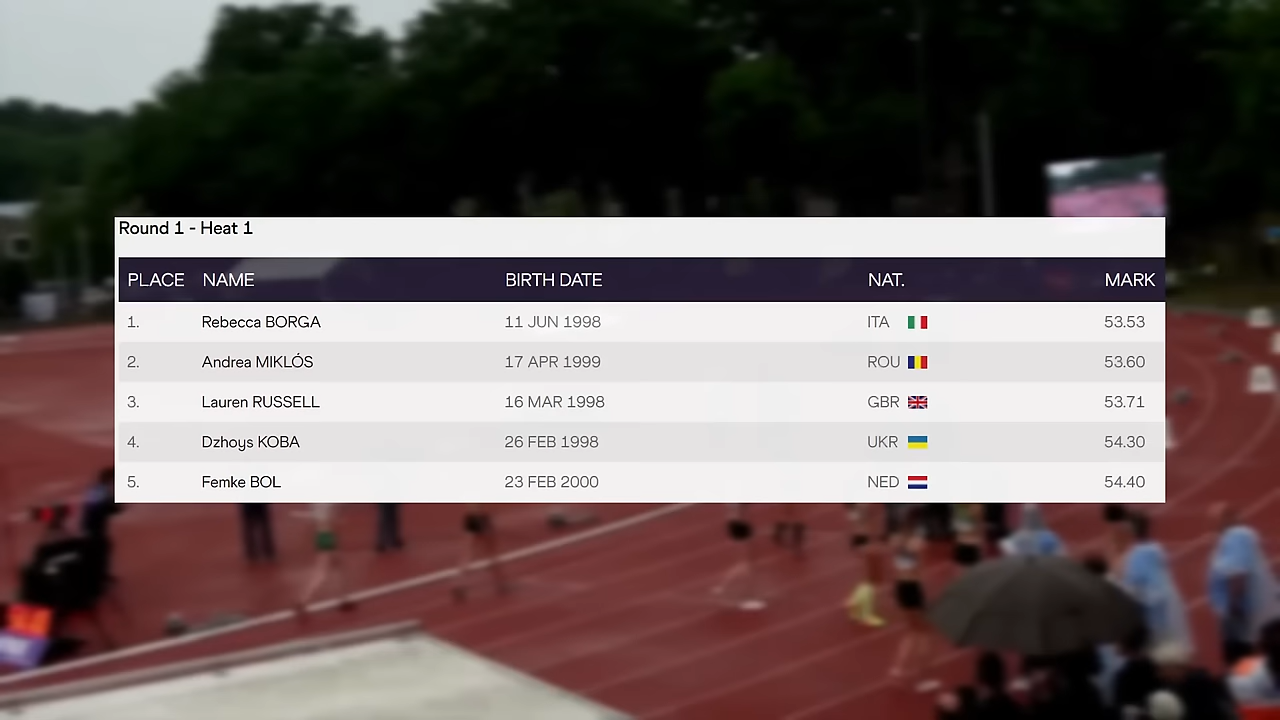 Round 1 - Heat 1
PLACE NAME BIRTH DATE NAT. MARK
1. Rebecca BORGA 11 JUN 1998 ITA 53.53
2. Andrea MIKLÓS 17 APR 1999 ROU 53.60
3. Lauren RUSSELL 16 MAR 1998 GBR 53.71
4. Dzhoys KOBA 26 FEB 1998 UKR 54.30
5. Femke BOL 23 FEB 2000 NED 54.40